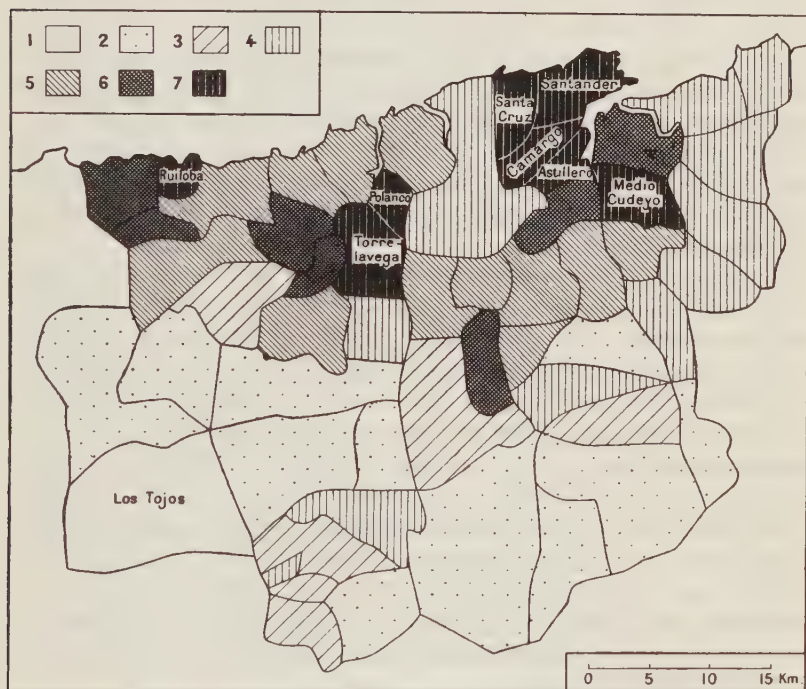 1 2 3 4
5 6 7
Santander
Santa
Cruz
Camargo
Astillero
Ruiloba
Polanco
Medio
Cudeyo
Torre-
lavega
Los Tojos
0 5 10 15 Km.